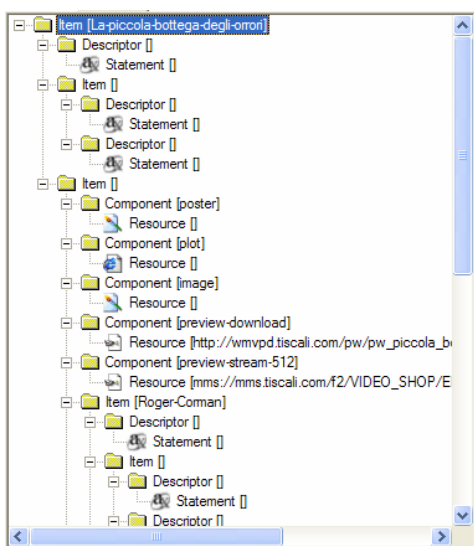 Item [La-piccola-bottega-degli-orrori]
Descriptor []
Statement []
Item []
Descriptor []
Statement []
Descriptor []
Statement []
Item []
Component [poster]
Resource []
Component [plot]
Resource []
Component [image]
Resource []
Component [preview-download]
Resource [http://wmvpd.tiscali.com/pw/pw_piccola_b
Component [preview-stream-512]
Resource [mms://mms.tiscali.com/f2/VIDEO_SHOP/E
Item [Roger-Corman]
Descriptor []
Statement []
Item []
Descriptor []
Statement []
Descriptor []